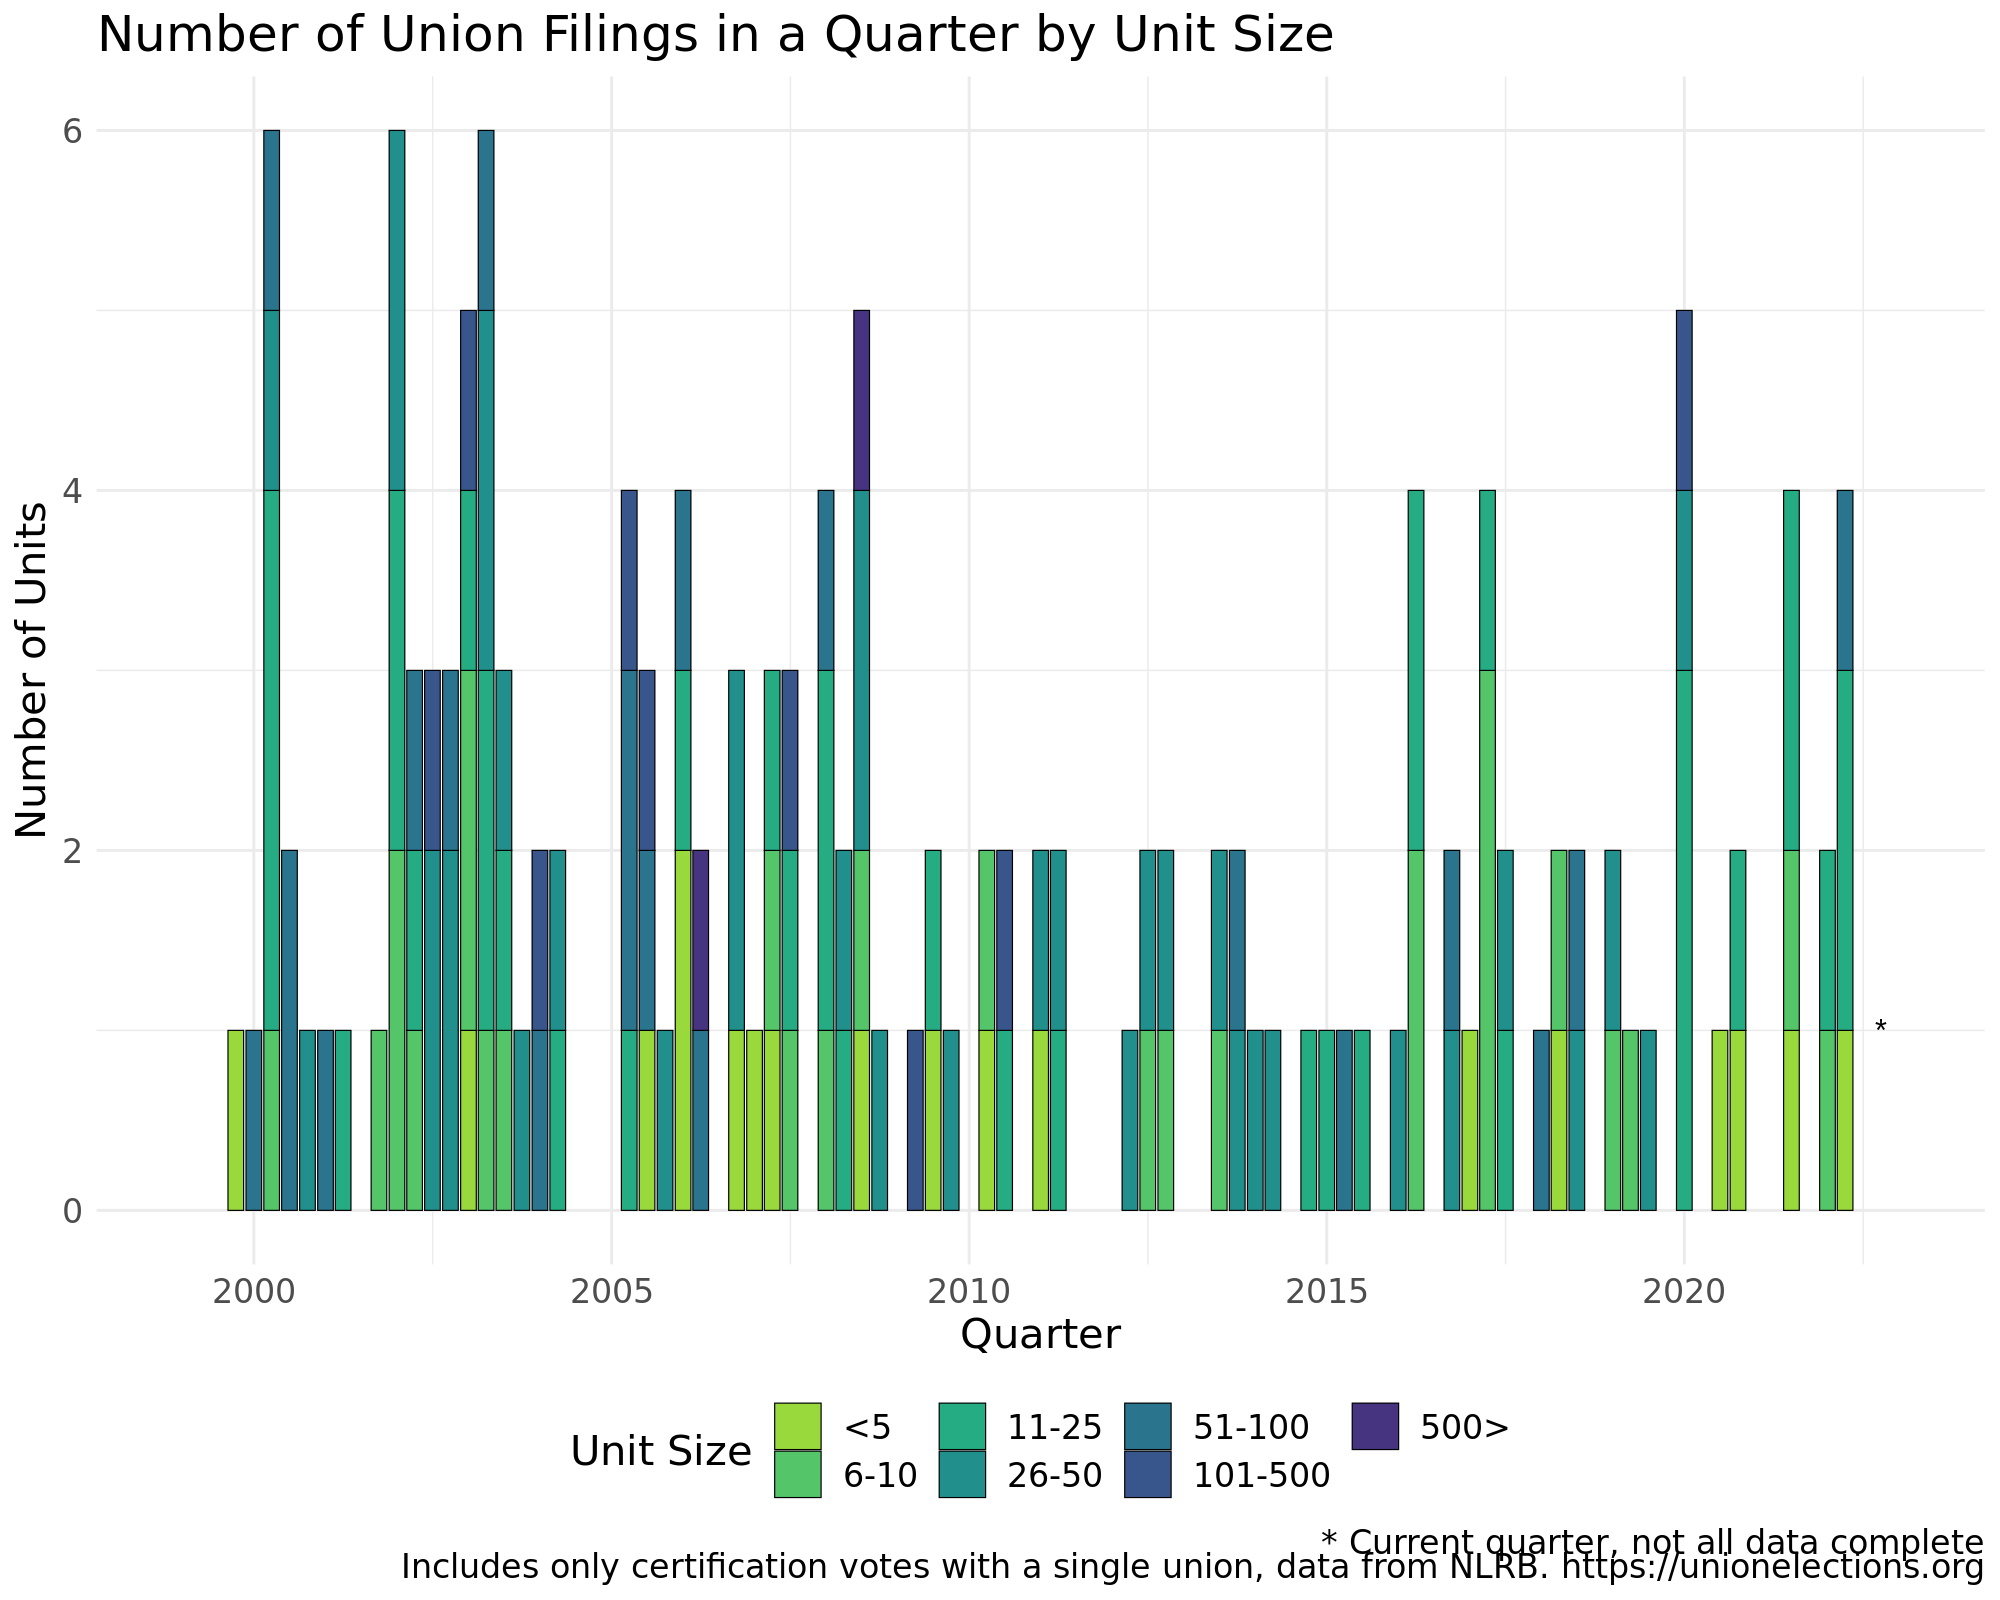 Number of Union Filings in a Quarter by Unit Size
Number of Units
6
4
2
0
*
2000 2005 2010 2015 2020
Quarter
Unit Size
<5 11-25 51-100 500>
6-10 26-50 101-500
* Current quarter, not all data complete
Includes only certification votes with a single union, data from NLRB. https://unionelections.org